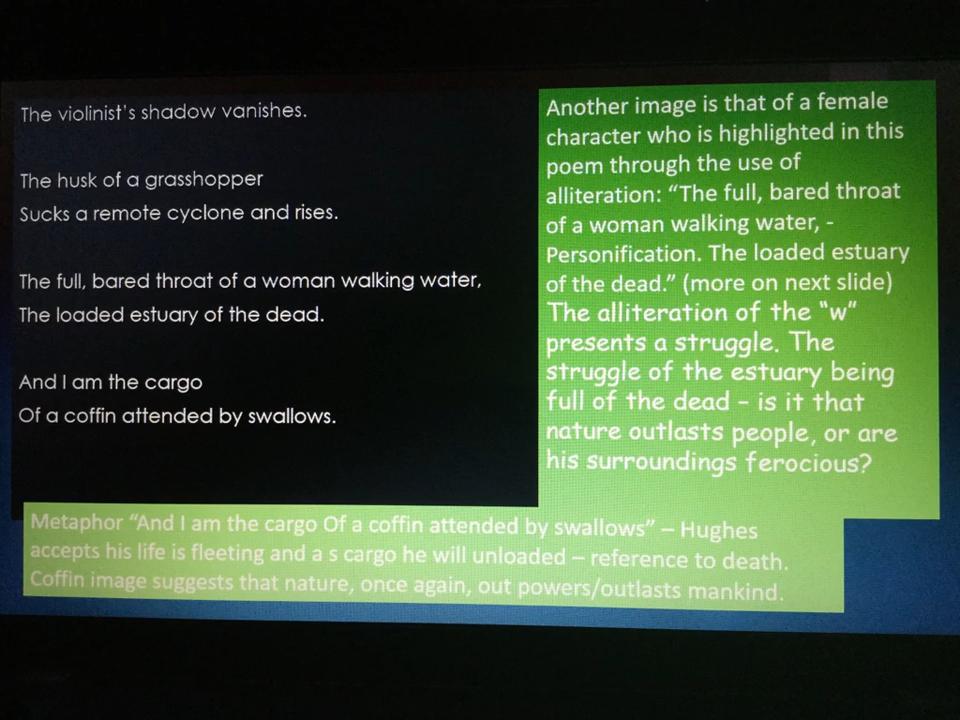 The violinist's shadow vanishes.
The husk of a grasshopper
Sucks a remote cyclone and rises.
The full, bared throat of a woman walking water,
The loaded estuary of the dead.
And I am the cargo
Of a coffin attended by swallows.
Another image is that of a female
character who is highlighted in this
poem through the use of
alliteration: “The full, bared throat
of a woman walking water, -
Personification. The loaded estuary
of the dead.” (more on next slide)
The alliteration of the “w”
presents a struggle. The
struggle of the estuary being
full of the dead – is it that
nature outlasts people, or are
his surroundings ferocious?
Metaphor “And I am the cargo Of a coffin attended by swallows” – Hughes
accepts his life is fleeting and a s cargo he will unloaded – reference to death.
Coffin image suggests that nature, once again, out powers/outlasts mankind.